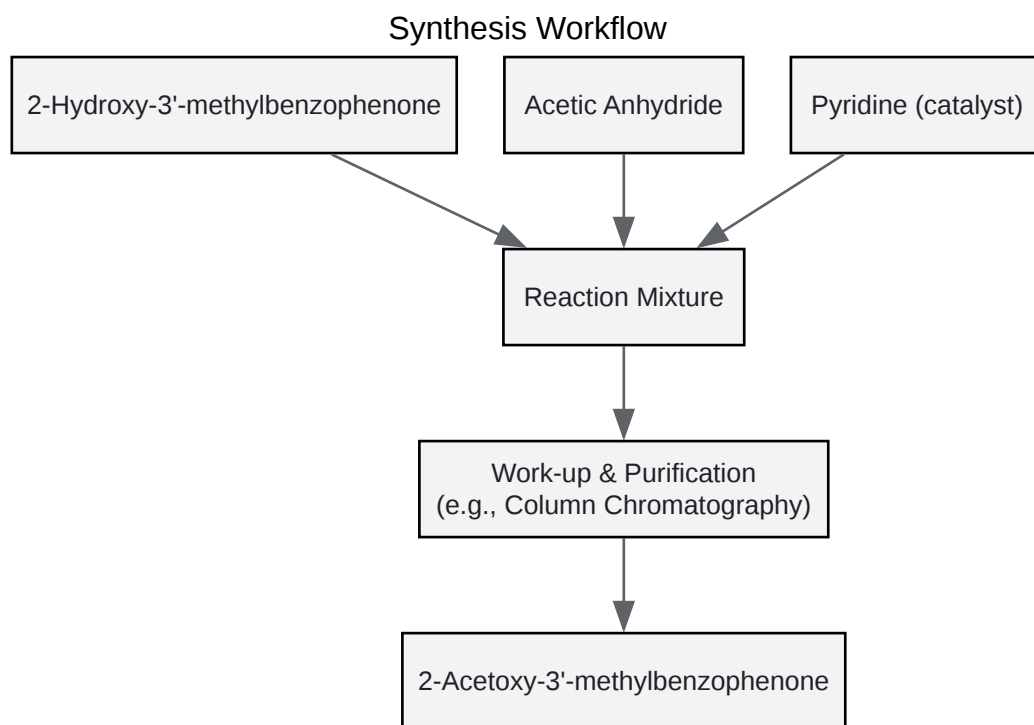 Synthesis Workflow
2-Hydroxy-3'-methylbenzophenone
Acetic Anhydride
Pyridine (catalyst)
Reaction Mixture
Work-up & Purification
(e.g., Column Chromatography)
2-Acetoxy-3'-methylbenzophenone